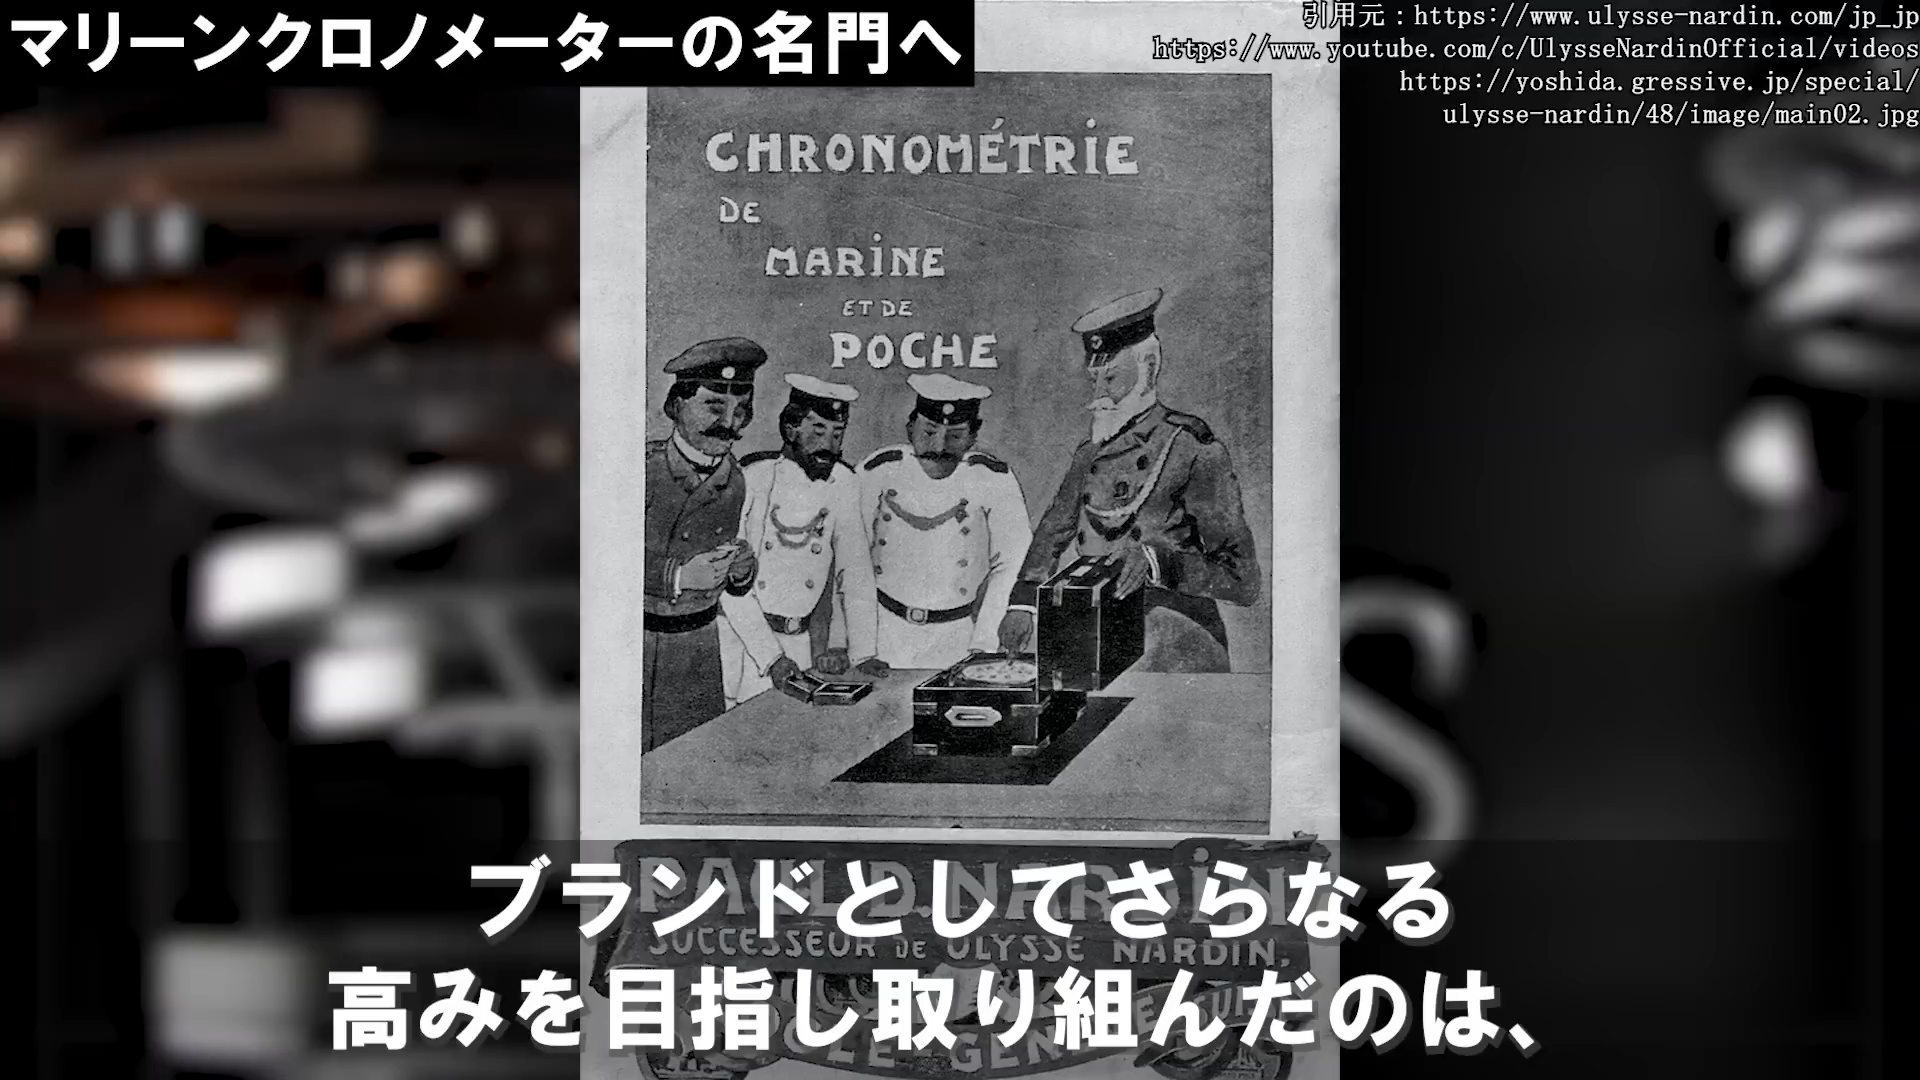 マリーンクロノメーターの名門へ
引用元：https://www.ulysse-nardin.com/jp_jp
https://www.youtube.com/c/UlysseNardinOfficial/videos
https://yoshida.gressive.jp/special/
ulysse-nardin/48/image/main02.jpg
CHRONOMÉTRIE
DE
MARINE
ET DE
POCHE
PAUL D. NARDIN
SUCCESSEUR DE ULYSSE NARDIN,
ブランドとしてさらなる
高みを目指し取り組んだのは、